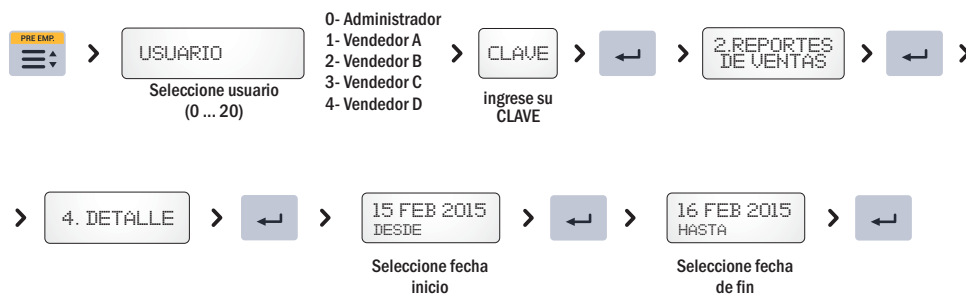 PRE EMP.
USUARIO
Seleccione usuario
(0 ... 20)
0- Administrador
1- Vendedor A
2- Vendedor B
3- Vendedor C
4- Vendedor D
CLAVE
ingrese su
CLAVE
2.REPORTES
DE VENTAS
4. DETALLE
15 FEB 2015
DESDE
Seleccione fecha
inicio
16 FEB 2015
HASTA
Seleccione fecha
de fin